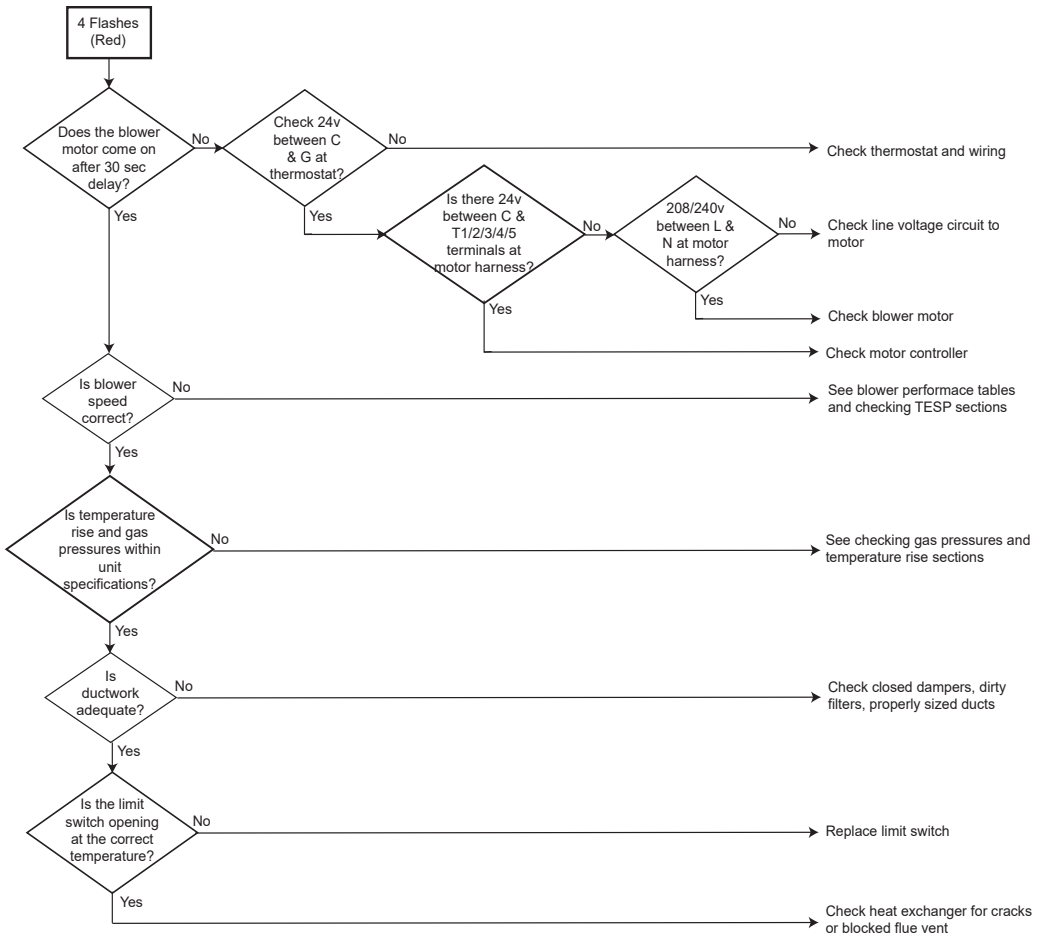 4 Flashes
(Red)
Does the blower
motor come on
after 30 sec
delay?
No
Yes
Check 24v
between C
& G at
thermostat?
No
Check thermostat and wiring
Yes
Is there 24v
between C &
T1/2/3/4/5
terminals at
motor harness?
No
Yes
208/240v
between L &
N at motor
harness?
No
Check line voltage circuit to
motor
Yes
Check blower motor
Check motor controller
Is blower
speed
correct?
No
See blower performace tables
and checking TESP sections
Yes
Is temperature
rise and gas
pressures within
unit
specifications?
No
See checking gas pressures and
temperature rise sections
Yes
Is
ductwork
adequate?
No
Check closed dampers, dirty
filters, properly sized ducts
Yes
Is the limit
switch opening
at the correct
temperature?
No
Replace limit switch
Yes
Check heat exchanger for cracks
or blocked flue vent